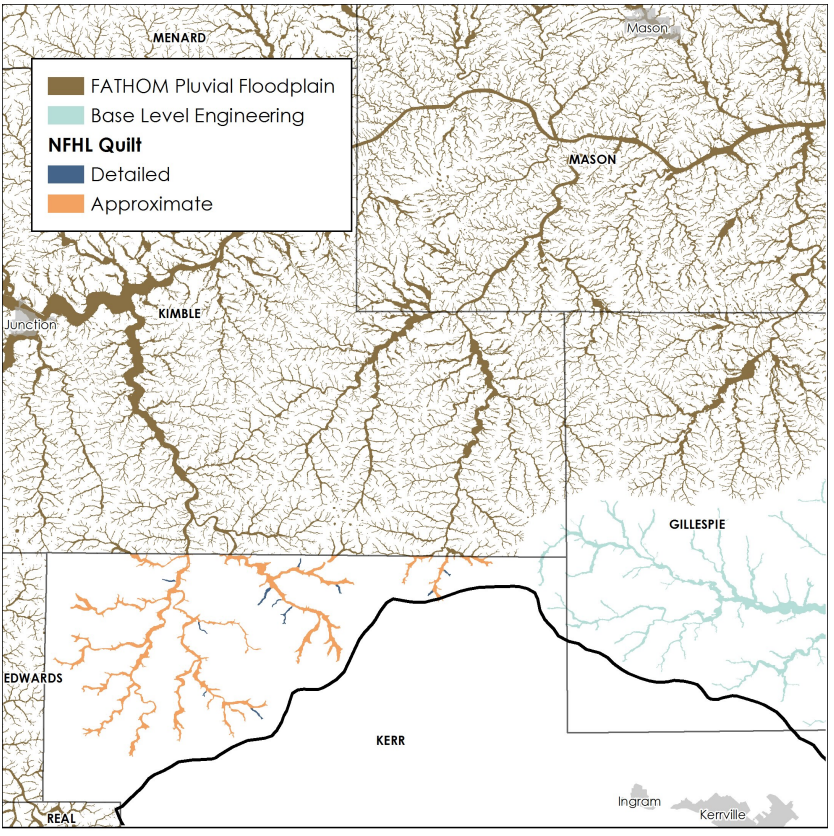 MENARD
Mason
FATHOM Pluvial Floodplain
Base Level Engineering
NFHL Quilt
Detailed
Approximate
MASON
KIMBLE
Junction
GILLESPIE
EDWARDS
KERR
Ingram
Kerrville
REAL